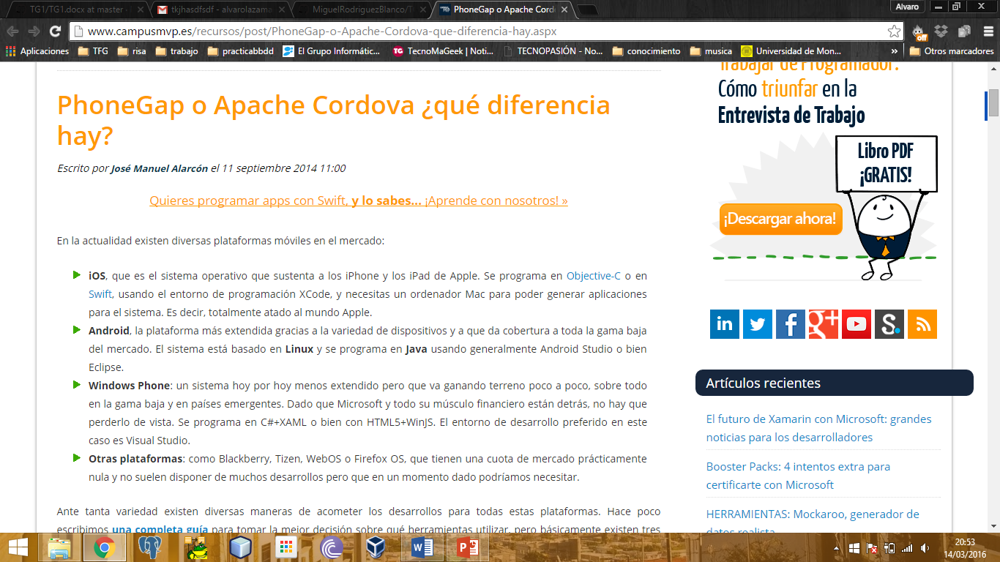 TG1/TG1.docx at master ·
tkjhasdfsdf - alvarolazama
MiguelRodriguezBlanco/T
PhoneGap o Apache Cord
Alvaro
www.campusmvp.es/recursos/post/PhoneGap-o-Apache-Cordova-que-diferencia-hay.aspx
off
Aplicaciones
TFG
risa
trabajo
practicabbdd
El Grupo Informátic...
TecnoMaGeek | Noti...
TECNOPASIÓN - No...
conocimiento
musica
Universidad de Mon...
»
Otros marcadores
PhoneGap o Apache Cordova ¿qué diferencia
hay?
Escrito por José Manuel Alarcón el 11 septiembre 2014 11:00
Quieres programar apps con Swift, y lo sabes... ¡Aprende con nosotros! »
En la actualidad existen diversas plataformas móviles en el mercado:
iOS, que es el sistema operativo que sustenta a los iPhone y los iPad de Apple. Se programa en Objective-C o en
Swift, usando el entorno de programación XCode, y necesitas un ordenador Mac para poder generar aplicaciones
para el sistema. Es decir, totalmente atado al mundo Apple.
Android, la plataforma más extendida gracias a la variedad de dispositivos y a que da cobertura a toda la gama baja
del mercado. El sistema está basado en Linux y se programa en Java usando generalmente Android Studio o bien
Eclipse.
Windows Phone: un sistema hoy por hoy menos extendido pero que va ganando terreno poco a poco, sobre todo
en la gama baja y en países emergentes. Dado que Microsoft y todo su músculo financiero están detrás, no hay que
perderlo de vista. Se programa en C#+XAML o bien con HTML5+WinJS. El entorno de desarrollo preferido en este
caso es Visual Studio.
Otras plataformas: como Blackberry, Tizen, WebOS o Firefox OS, que tienen una cuota de mercado prácticamente
nula y no suelen disponer de muchos desarrollos pero que en un momento dado podríamos necesitar.
Ante tanta variedad existen diversas maneras de acometer los desarrollos para todas estas plataformas. Hace poco
escribimos una completa guía para tomar la mejor decisión sobre qué herramientas utilizar, pero básicamente existen tres
Trabajar de Programador:
Cómo triunfar en la
Entrevista de Trabajo
Libro PDF
¡GRATIS!
¡Descargar ahora!
Artículos recientes
El futuro de Xamarin con Microsoft: grandes
noticias para los desarrolladores
Booster Packs: 4 intentos extra para
certificarte con Microsoft
HERRAMIENTAS: Mockaroo, generador de
datos realista
20:53
14/03/2016